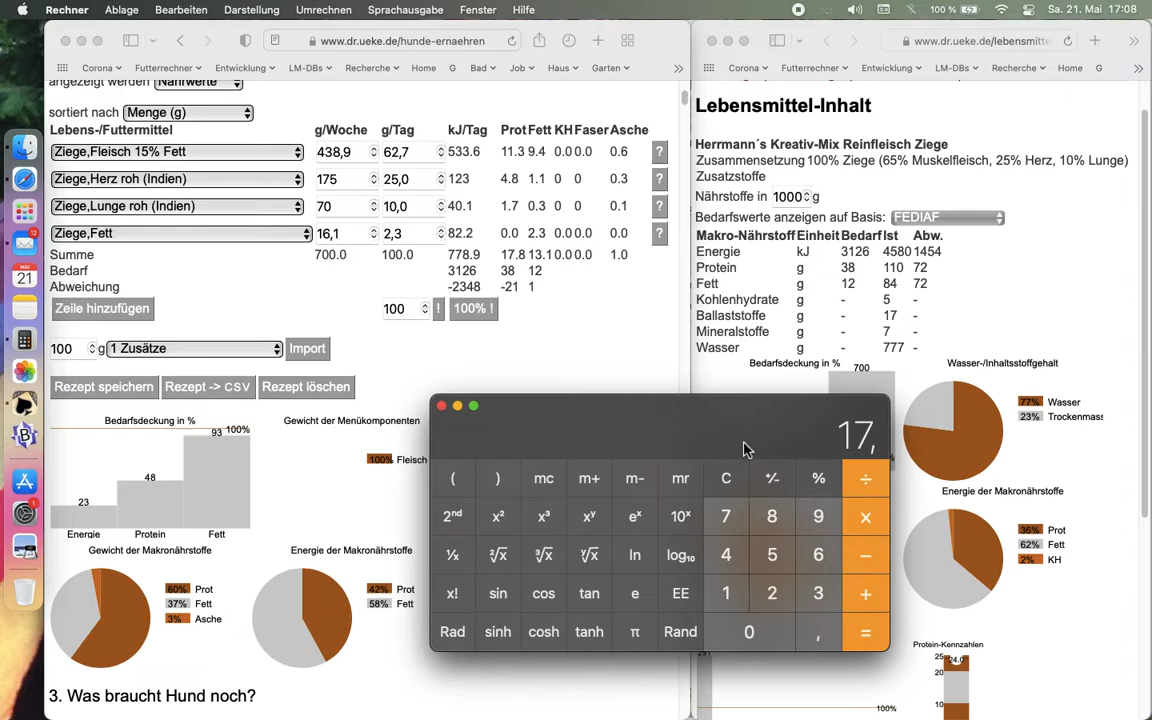 Rechner Ablage Bearbeiten Darstellung Umrechnen Sprachausgabe Fenster Hilfe 100 % Sa. 21. Mai 17:08
www.dr.ueke.de/hunde-ernaehren
Corona Futterrechner Entwicklung LM-DBs Recherche Home G Bad Job Haus Garten
angezeigt werden Nährwerte
sortiert nach Menge (g)
Lebens-/Futtermittel g/Woche g/Tag kJ/Tag Prot Fett KH Faser Asche
Ziege,Fleisch 15% Fett 438,9 62,7 533.6 11.3 9.4 0.0 0.0 0.6 ?
Ziege,Herz roh (Indien) 175 25,0 123 4.8 1.1 0 0 0.3 ?
Ziege,Lunge roh (Indien) 70 10,0 40.1 1.7 0.3 0 0 0.1 ?
Ziege,Fett 16,1 2,3 82.2 0.0 2.3 0.0 0.0 0.0 ?
Summe 700.0 100.0 778.9 17.8 13.1 0.0 0.0 1.0
Bedarf 3126 38 12
Abweichung -2348 -21 1
Zeile hinzufügen 100 ! 100% !
100 g 1 Zusätze Import
Rezept speichern Rezept -> CSV Rezept löschen
Bedarfsdeckung in %
23 48 93 100%
Energie Protein Fett
Gewicht der Menükomponenten
100% Fleisch
Gewicht der Makronährstoffe
60% Prot
37% Fett
3% Asche
Energie der Makronährstoffe
42% Prot
58% Fett
3. Was braucht Hund noch?
www.dr.ueke.de/lebensmitte
Corona Futterrechner Entwicklung LM-DBs Recherche Home G
Lebensmittel-Inhalt
Herrmann´s Kreativ-Mix Reinfleisch Ziege
Zusammensetzung 100% Ziege (65% Muskelfleisch, 25% Herz, 10% Lunge)
Zusatzstoffe
Nährstoffe in 1000 g
Bedarfswerte anzeigen auf Basis: FEDIAF
Makro-Nährstoff Einheit Bedarf Ist Abw.
Energie kJ 3126 4580 1454
Protein g 38 110 72
Fett g 12 84 72
Kohlenhydrate g - 5 -
Ballaststoffe g - 17 -
Mineralstoffe g - 7 -
Wasser g - 777 -
Bedarfsdeckung in %
700
Wasser-/Inhaltsstoffgehalt
77% Wasser
23% Trockenmass
Energie der Makronährstoffe
36% Prot
62% Fett
2% KH
Protein-Kennzahlen
25 24.0
20
10
100%
17,
( ) mc m+ m- mr C +⁄- % ÷
2ⁿᵈ x² x³ xʸ eˣ 10ˣ 7 8 9 ×
¹⁄x ²√x ³√x ʸ√x ln log₁₀ 4 5 6 −
x! sin cos tan e EE 1 2 3 +
Rad sinh cosh tanh π Rand 0 , =
MAI
21
12
1